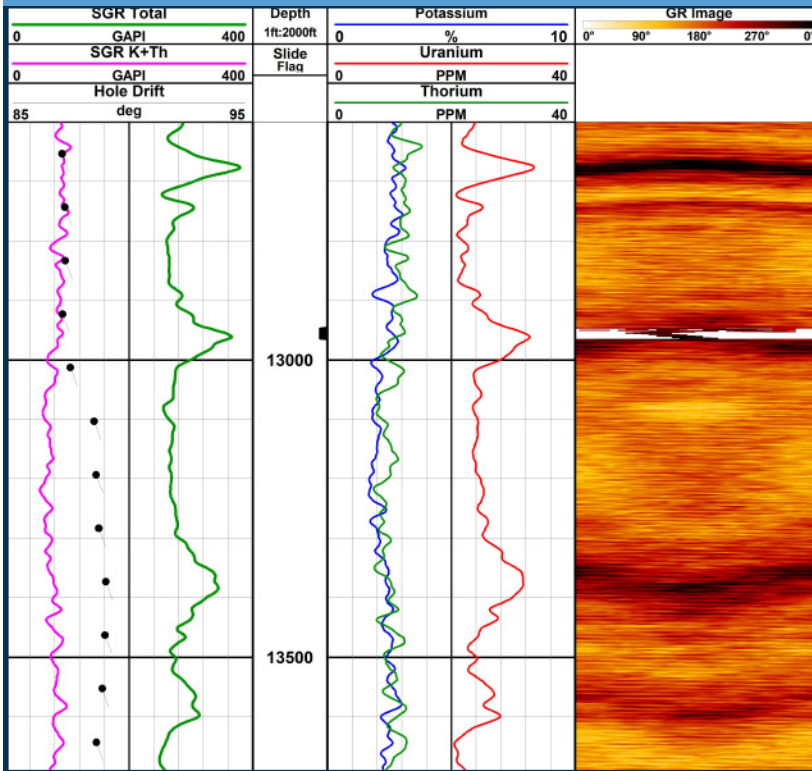 SGR Total
0 GAPI 400
SGR K+Th
0 GAPI 400
Hole Drift
85 deg 95
Depth
1ft:2000ft
Slide
Flag
Potassium
0 % 10
Uranium
0 PPM 40
Thorium
0 PPM 40
GR Image
0° 90° 180° 270°
13000
13500